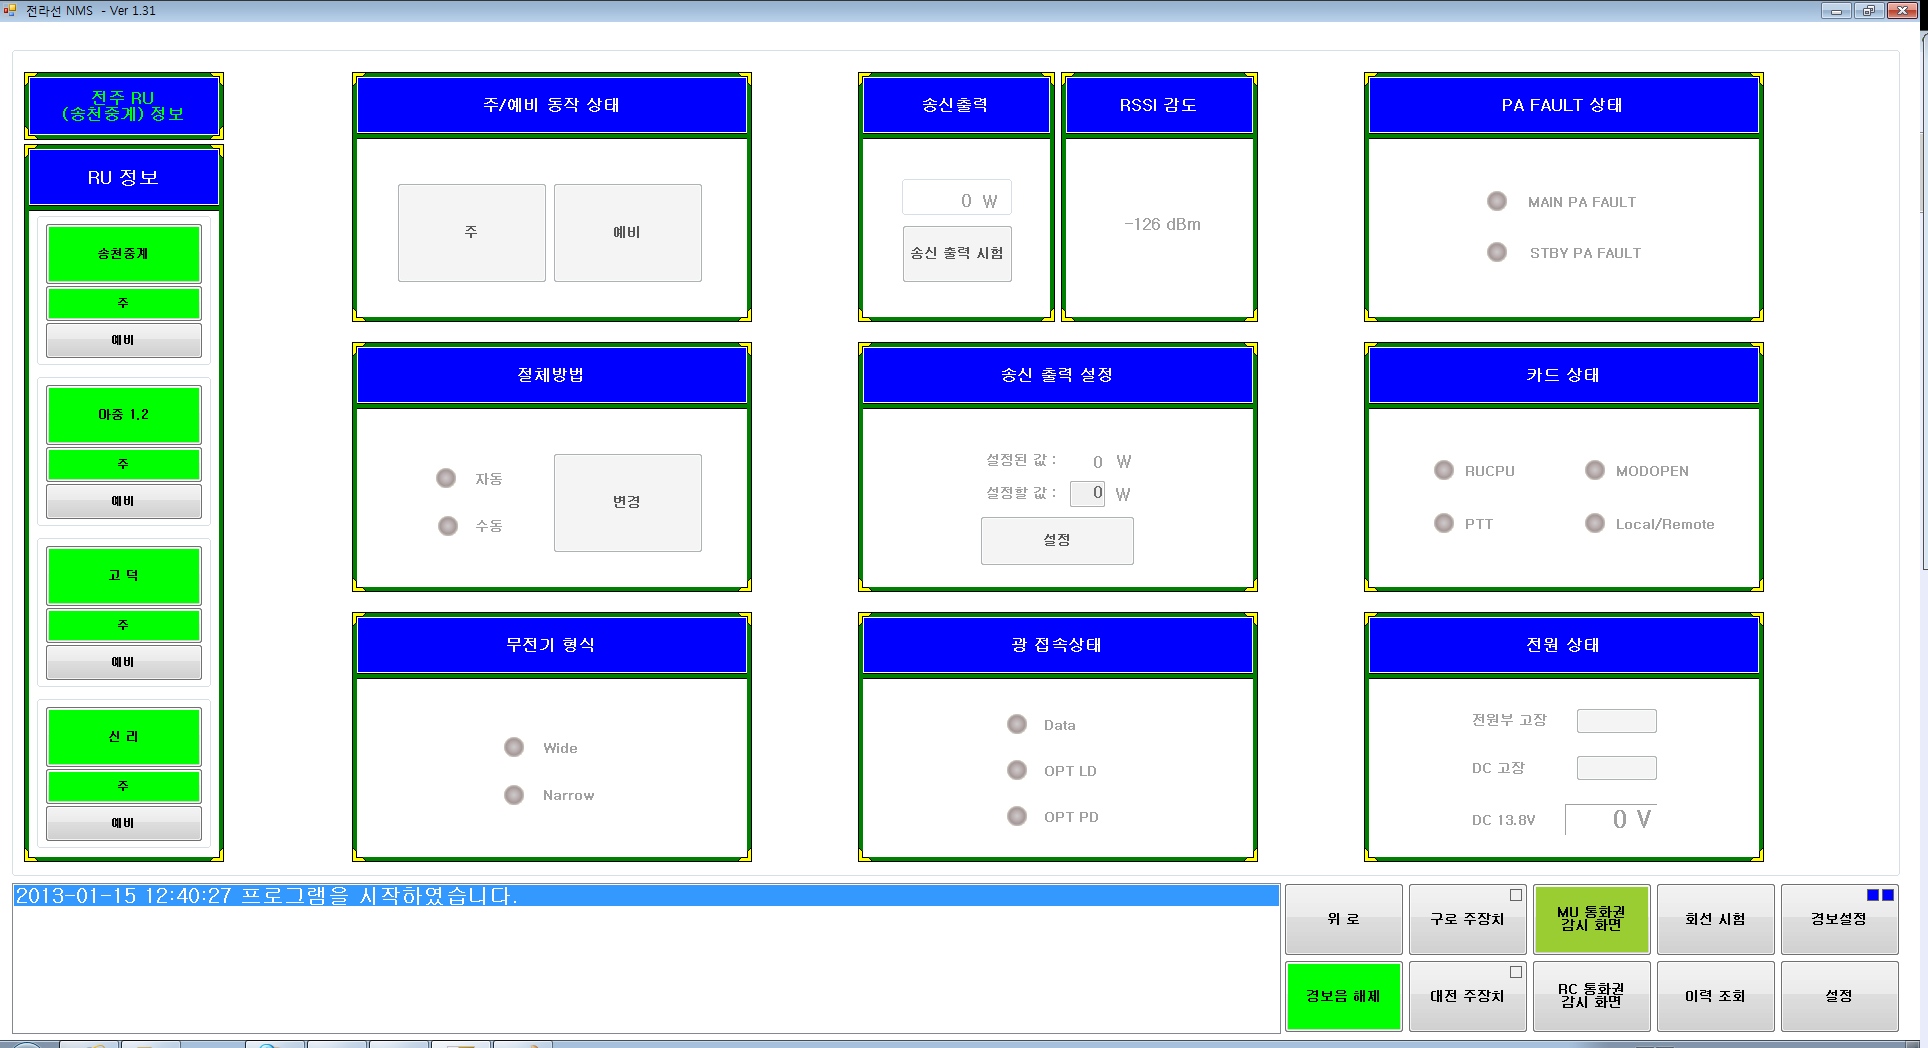 전라선 NMS - Ver 1.31
전주 RU
(송천중계) 정보
RU 정보
송천중계
주
예비
아중 1,2
주
예비
고 덕
주
예비
신 리
주
예비
주/예비 동작 상태
주
예비
송신출력
0 W
송신 출력 시험
RSSI 감도
-126 dBm
PA FAULT 상태
MAIN PA FAULT
STBY PA FAULT
절체방법
자동
수동
변경
송신 출력 설정
설정된 값 : 0 W
설정할 값 : 0 W
설정
카드 상태
RUCPU
MODOPEN
PTT
Local/Remote
무전기 형식
Wide
Narrow
광 접속상태
Data
OPT LD
OPT PD
전원 상태
전원부 고장
DC 고장
DC 13.8V 0 V
2013-01-15 12:40:27 프로그램을 시작하였습니다.
위 로
구로 주장치
MU 통화권
감시 화면
회선 시험
경보설정
경보음 해제
대전 주장치
RC 통화권
감시 화면
이력 조회
설정